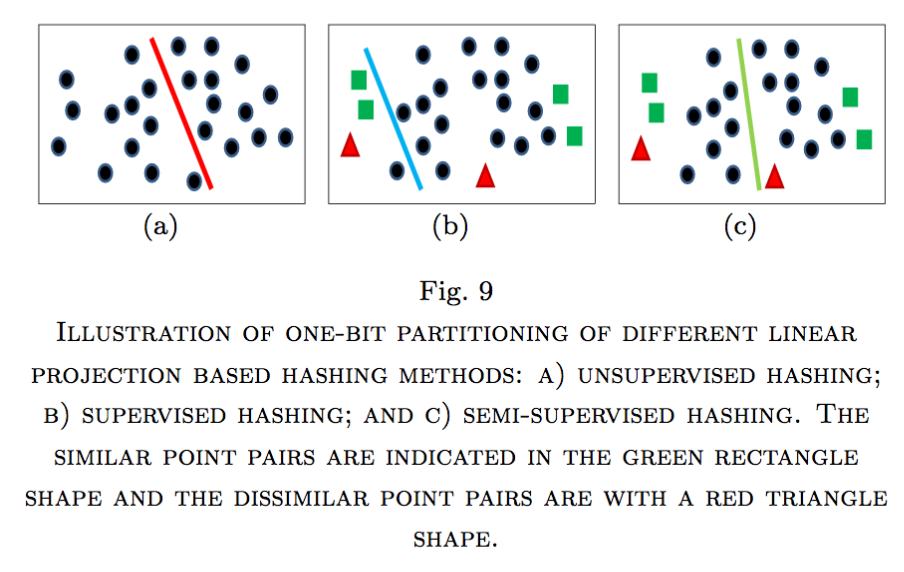 (a) (b) (c)
Fig. 9
Illustration of one-bit partitioning of different linear
projection based hashing methods: a) unsupervised hashing;
b) supervised hashing; and c) semi-supervised hashing. The
similar point pairs are indicated in the green rectangle
shape and the dissimilar point pairs are with a red triangle
shape.